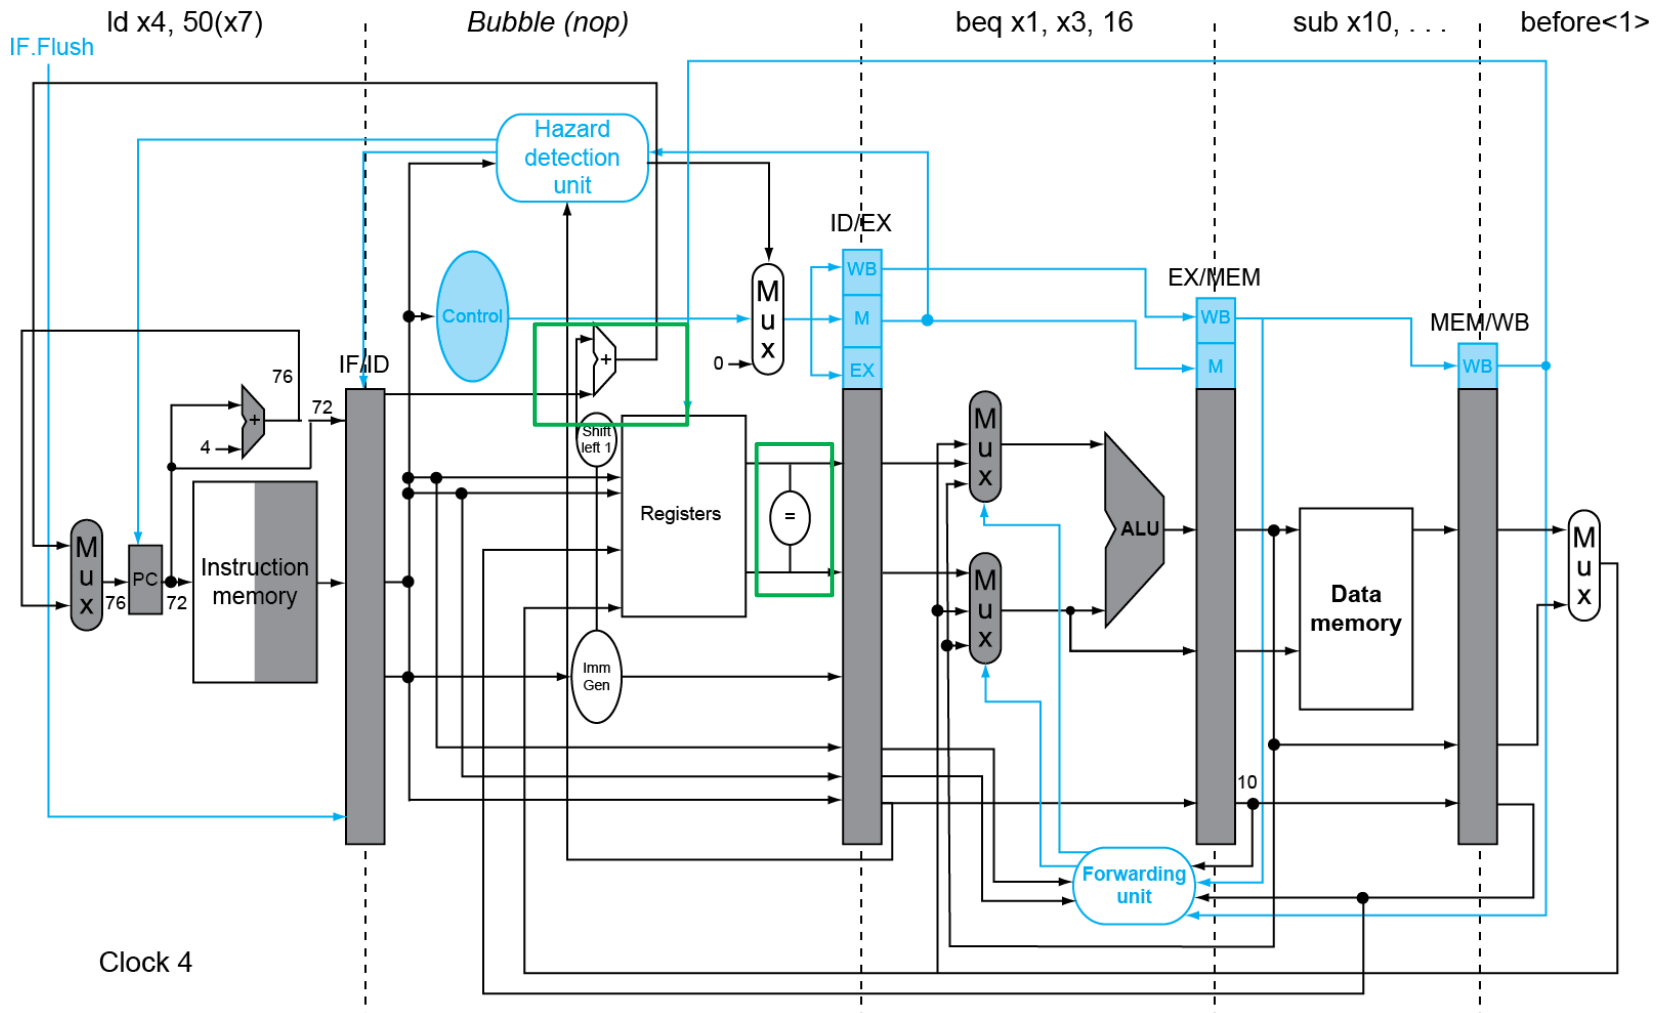 ld x4, 50(x7)
Bubble (nop)
beq x1, x3, 16
sub x10, . . .
before<1>
IF.Flush
Hazard
detection
unit
ID/EX
WB
M
EX
Control
M
u
x
0
EX/MEM
WB
M
MEM/WB
WB
IF/ID
76
72
4
+
+
Shift
left 1
M
u
x
=
Registers
ALU
M
u
x
PC
76
72
Instruction
memory
M
u
x
Data
memory
M
u
x
Imm
Gen
10
Forwarding
unit
Clock 4